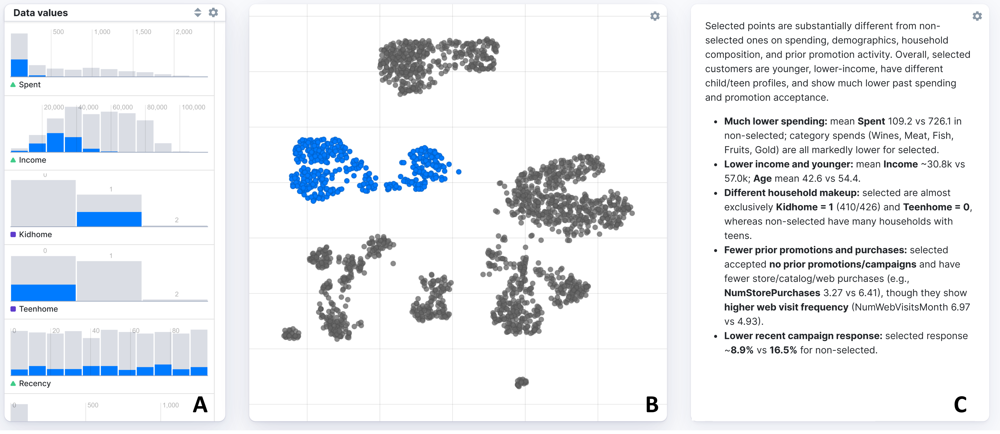 Data values
500 1,000 1,500 2,000
Spent
20,000 40,000 60,000 80,000 100,000
Income
0
1
2
Kidhome
0
1
2
Teenhome
0 20 40 60 80
Recency
0 500 1,000
A
B
Selected points are substantially different from non-
selected ones on spending, demographics, household
composition, and prior promotion activity. Overall, selected
customers are younger, lower-income, have different
child/teen profiles, and show much lower past spending
and promotion acceptance.
• Much lower spending: mean Spent 109.2 vs 726.1 in
non-selected; category spends (Wines, Meat, Fish,
Fruits, Gold) are all markedly lower for selected.
• Lower income and younger: mean Income ~30.8k vs
57.0k; Age mean 42.6 vs 54.4.
• Different household makeup: selected are almost
exclusively Kidhome = 1 (410/426) and Teenhome = 0,
whereas non-selected have many households with
teens.
• Fewer prior promotions and purchases: selected
accepted no prior promotions/campaigns and have
fewer store/catalog/web purchases (e.g.,
NumStorePurchases 3.27 vs 6.41), though they show
higher web visit frequency (NumWebVisitsMonth 6.97
vs 4.93).
• Lower recent campaign response: selected response
~8.9% vs 16.5% for non-selected.
C